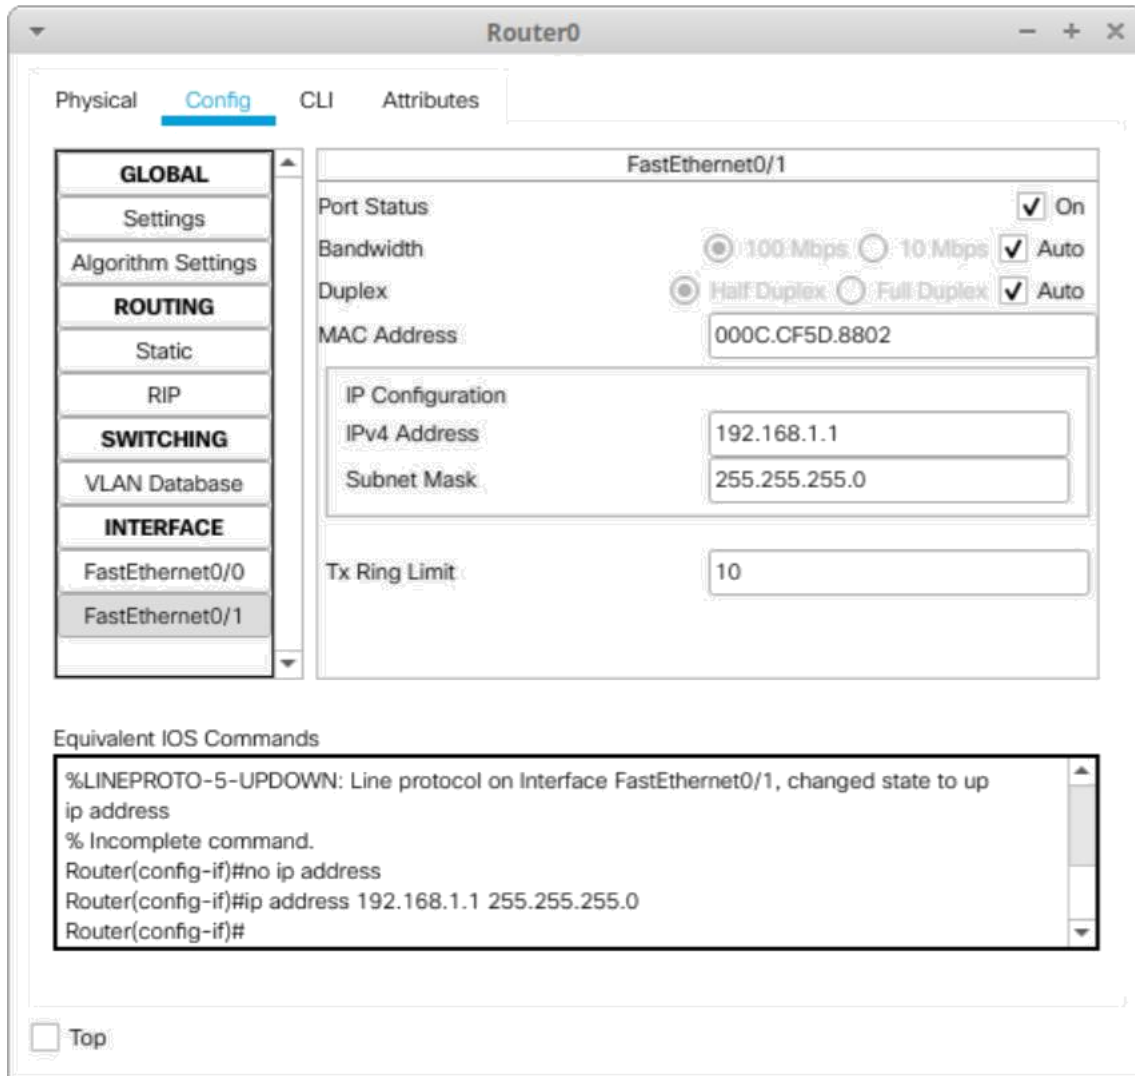 Router0
Physical Config CLI Attributes
GLOBAL
Settings
Algorithm Settings
ROUTING
Static
RIP
SWITCHING
VLAN Database
INTERFACE
FastEthernet0/0
FastEthernet0/1
FastEthernet0/1
Port Status On
Bandwidth 100 Mbps 10 Mbps Auto
Duplex Half Duplex Full Duplex Auto
MAC Address 000C.CF5D.8802
IP Configuration
IPv4 Address 192.168.1.1
Subnet Mask 255.255.255.0
Tx Ring Limit 10
Equivalent IOS Commands
%LINEPROTO-5-UPDOWN: Line protocol on Interface FastEthernet0/1, changed state to up
ip address
% Incomplete command.
Router(config-if)#no ip address
Router(config-if)#ip address 192.168.1.1 255.255.255.0
Router(config-if)#
Top